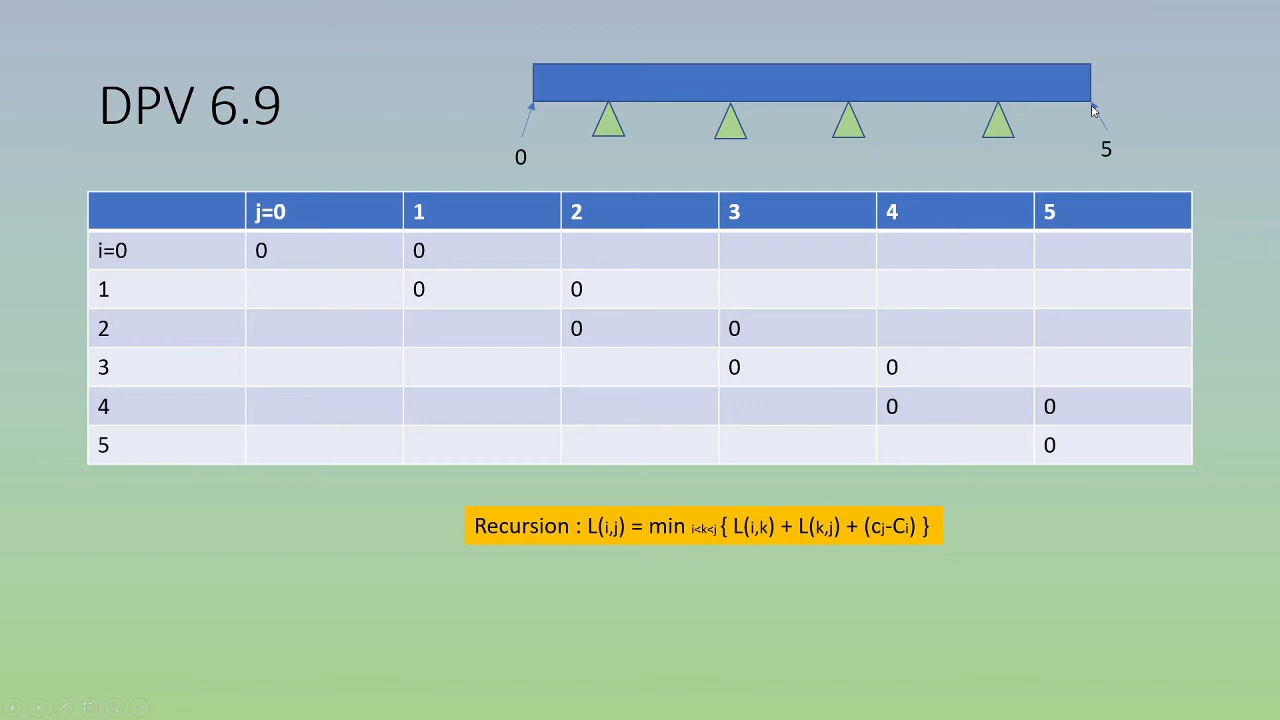 DPV 6.9
0
5
j=0 1 2 3 4 5
i=0 0 0
1 0 0
2 0 0
3 0 0
4 0 0
5 0
Recursion : L(i,j) = min i<k<j { L(i,k) + L(k,j) + (cj-Ci) }